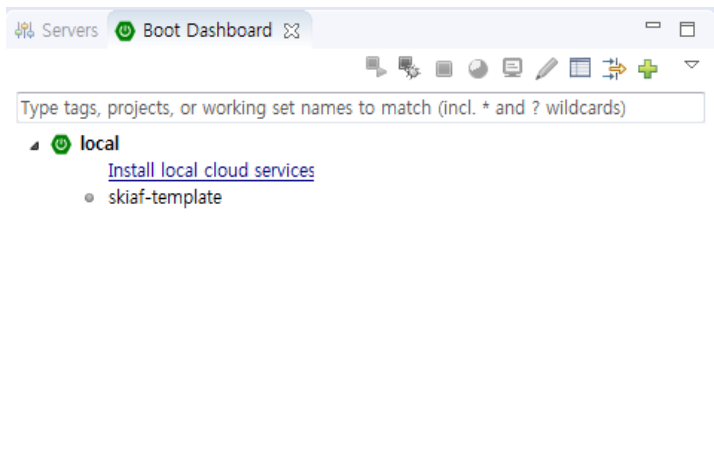 Servers Boot Dashboard
Type tags, projects, or working set names to match (incl. * and ? wildcards)
local
Install local cloud services
skiaf-template